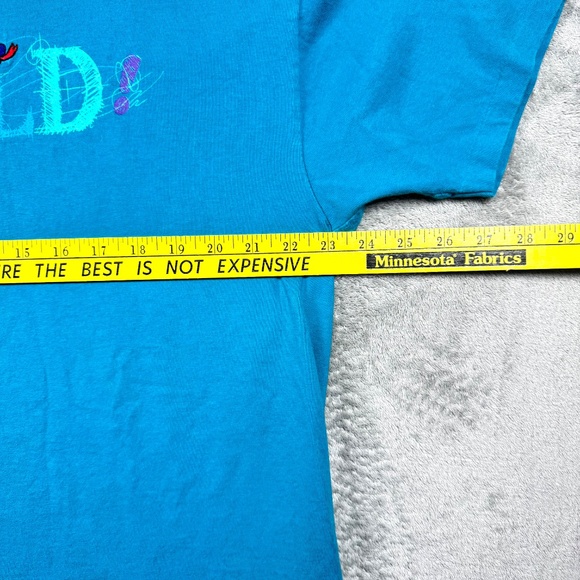 LD!
15 16 17 18 19 20 21 22 23 24 25 26 27 28 29
RE THE BEST IS NOT EXPENSIVE Minnesota Fabrics